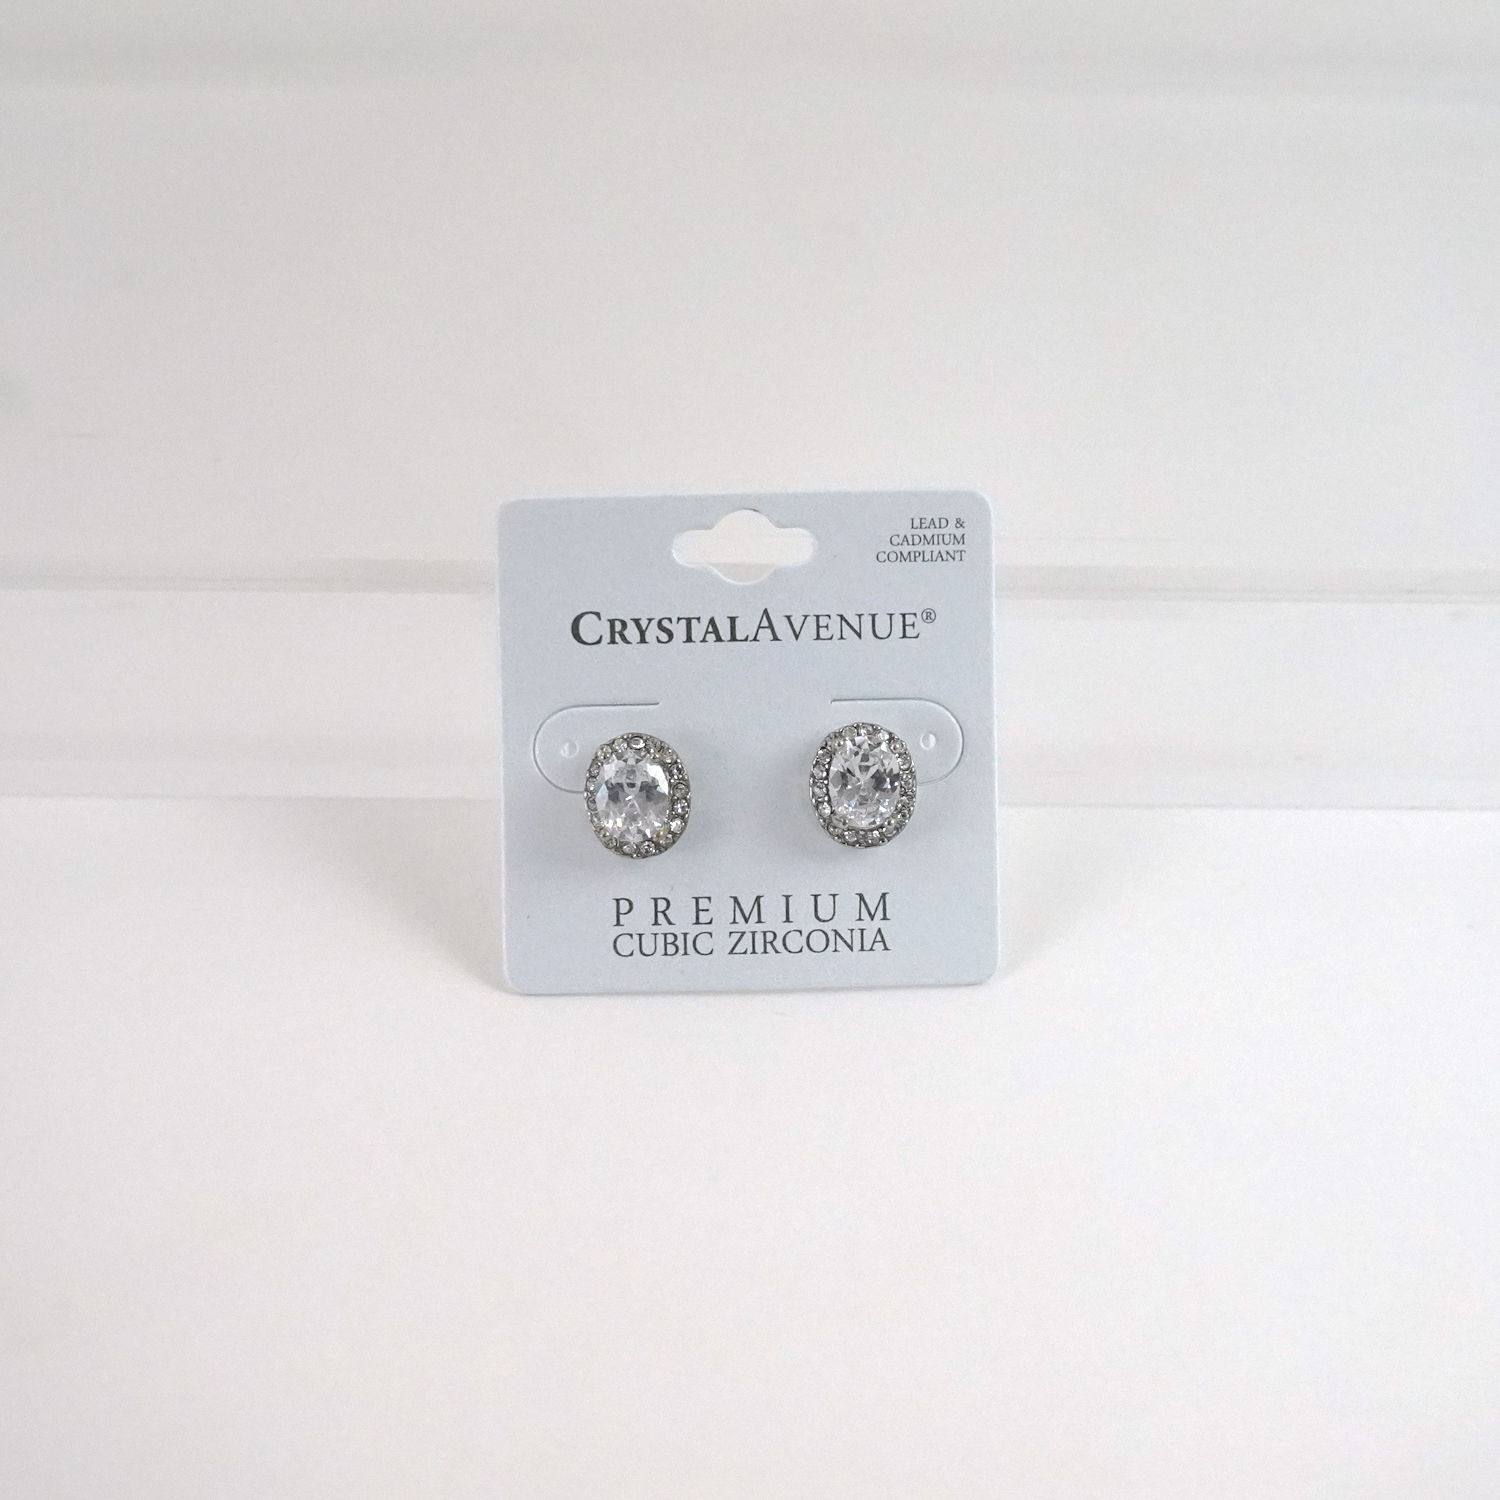 LEAD &
CADMIUM
COMPLIANT
CRYSTALAVENUE®
PREMIUM
CUBIC ZIRCONIA